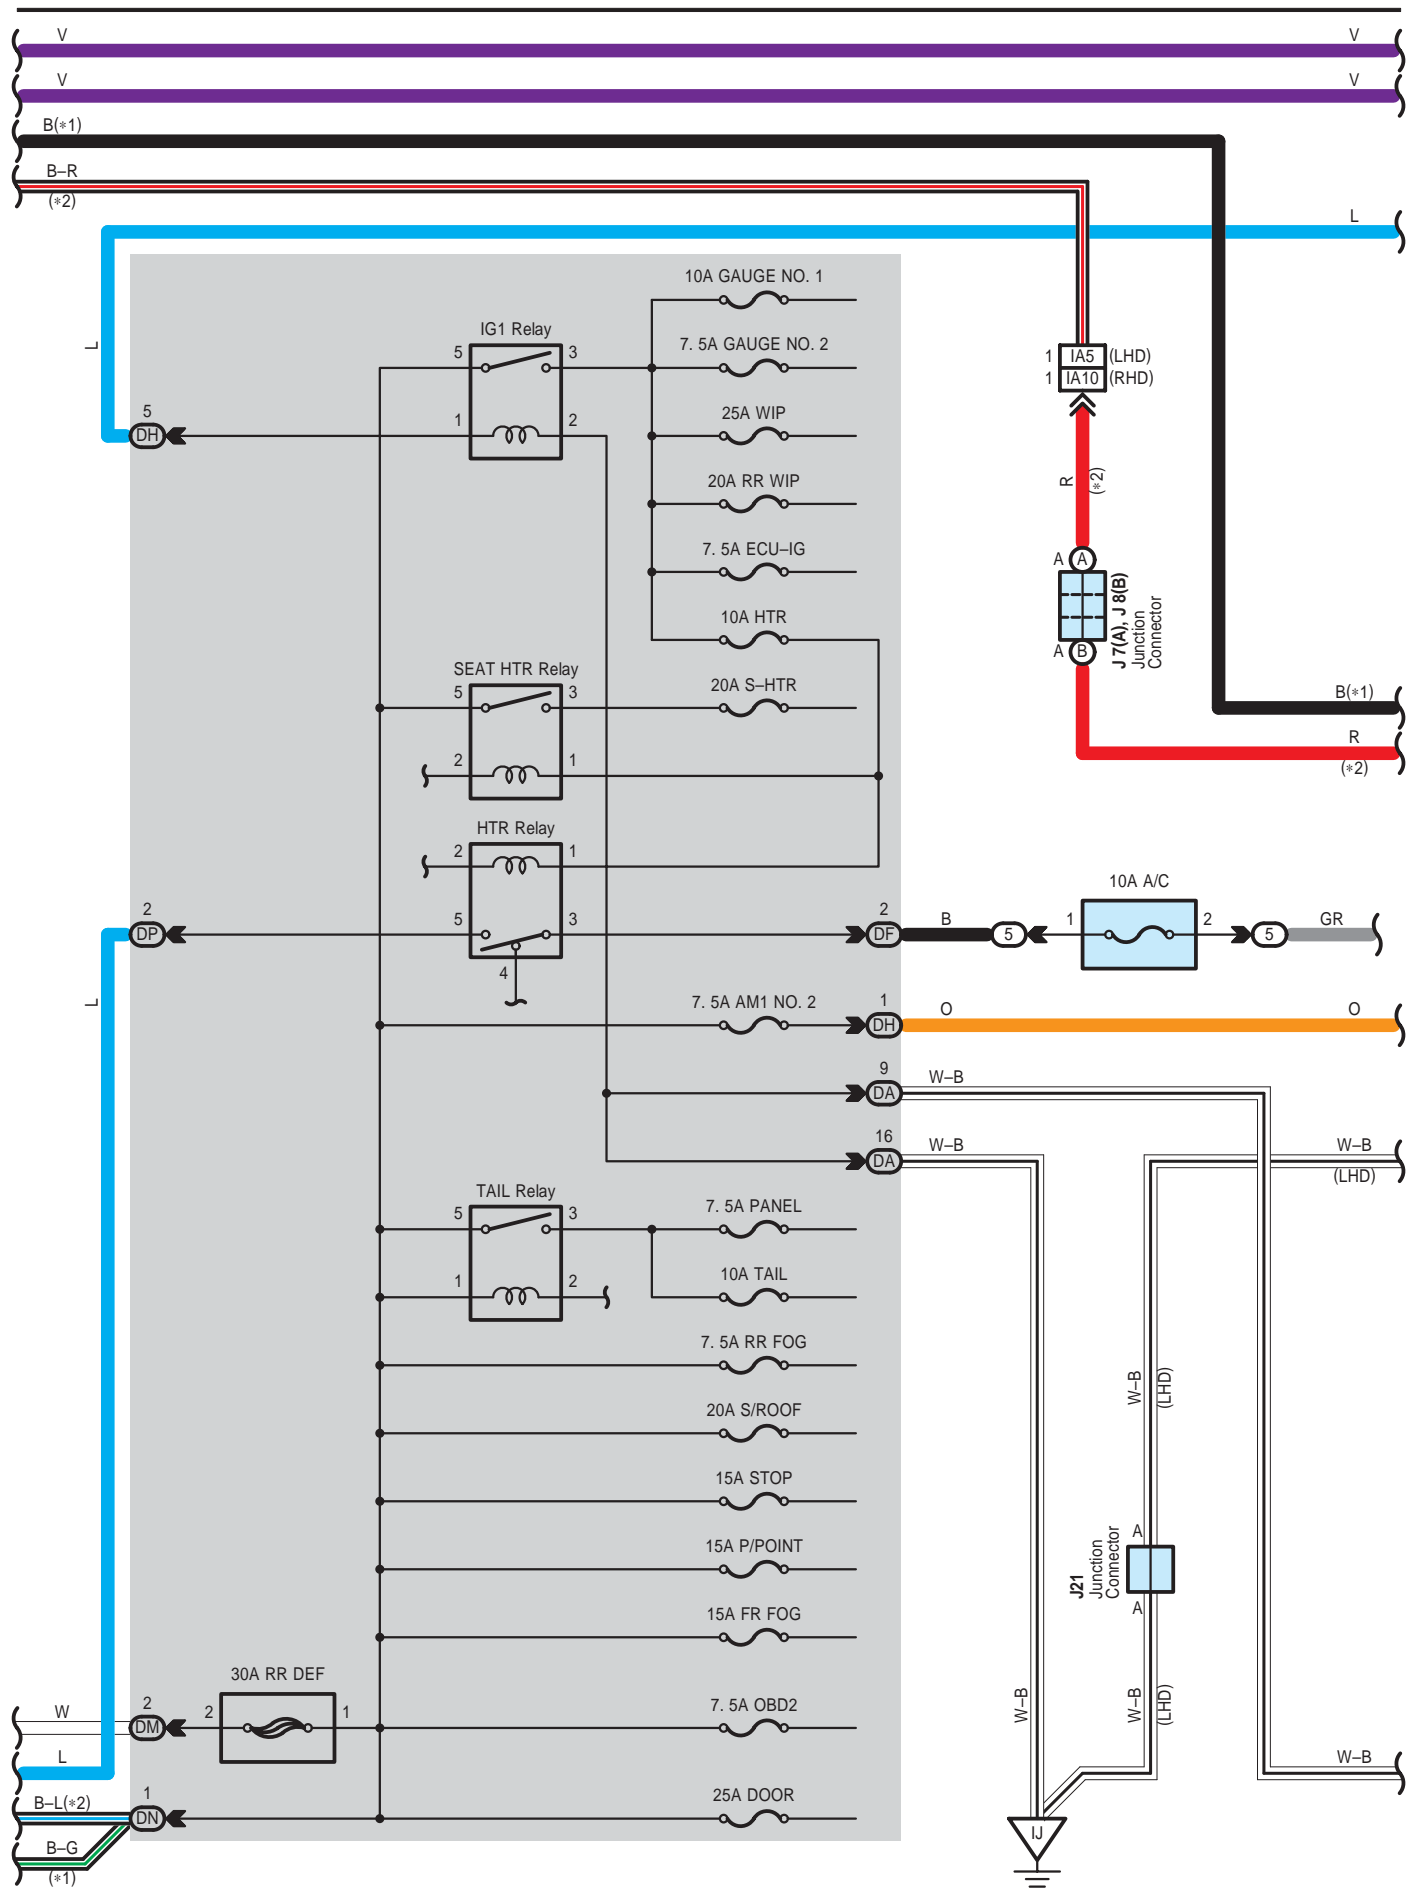 V V
V V
B(*1)
B–R
(*2)
L
10A GAUGE NO. 1
IG1 Relay
5 3
7. 5A GAUGE NO. 2
1 IA5 (LHD)
1 IA10 (RHD)
L
5
DH
1 2
25A WIP
20A RR WIP
R
(*2)
7. 5A ECU–IG
A A
J 7(A), J 8(B)
Junction
Connector
10A HTR
A B
SEAT HTR Relay
5 3
20A S–HTR
B(*1)
R
(*2)
2 1
HTR Relay
2 1
10A A/C
2
DP
5 3
4
2
DF
B
5
1 2
5
GR
L
7. 5A AM1 NO. 2
1
DH
O O
9
DA
W–B
16
DA
W–B
W–B
(LHD)
TAIL Relay
5 3
7. 5A PANEL
1 2
10A TAIL
7. 5A RR FOG
W–B
(LHD)
20A S/ROOF
15A STOP
15A P/POINT
A
J21
Junction
Connector
A
15A FR FOG
30A RR DEF
W–B
W–B
(LHD)
W
2
DM
2 1
7. 5A OBD2
L
W–B
B–L(*2)
1
DN
25A DOOR
B–G
(*1)
IJ